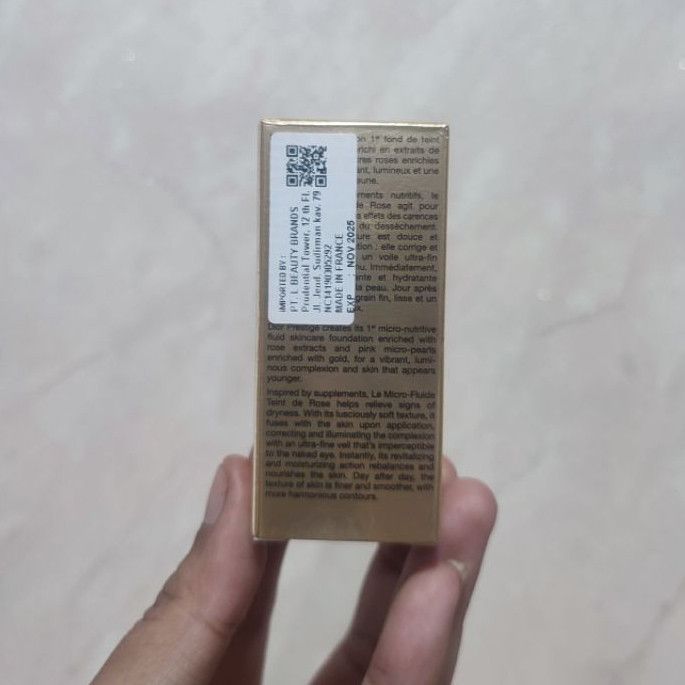 IMPORTED BY :
PT. L BEAUTY BRANDS
Prudential Tower, 12 th Fl.
Jl. Jend. Sudirman kav. 79
NC14190305292
MADE IN FRANCE
EXP : NOV 2025
on 1er fond de teint
enrichi en extraits de
roses enrichies
lumineux et une
nutritifs, le
de Rose agit pour
effets des carences
du dessèchement.
est douce et
elle corrige et
un voile ultra-fin
Immédiatement,
et hydratante
la peau. Jour après
grain fin, lisse et un
Dior Prestige creates its 1st micro-nutritive
fluid skincare foundation enriched with
rose extracts and pink micro-pearls
enriched with gold, for a vibrant, lumi-
nous complexion and skin that appears
younger.
Inspired by supplements, Le Micro-Fluide
Teint de Rose helps relieve signs of
dryness. With its lusciously soft texture, it
fuses with the skin upon application,
correcting and illuminating the complexion
with an ultra-fine veil that's imperceptible
to the naked eye. Instantly, its revitalizing
and moisturizing action rebalances and
nourishes the skin. Day after day, the
texture of skin is finer and smoother, with
more harmonious contours.